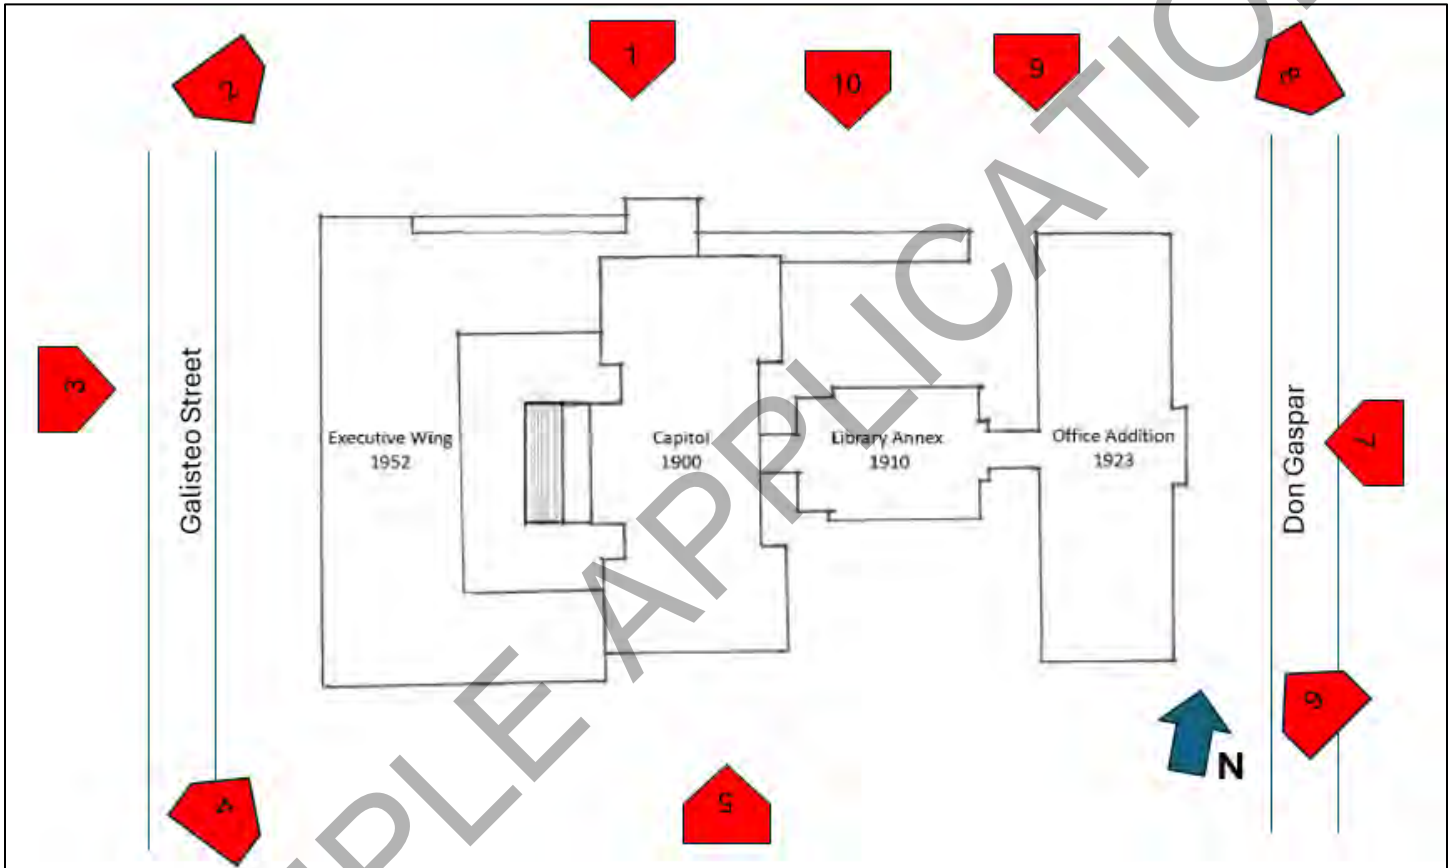 2
1
10
9
8
3
Galisteo Street
Executive Wing
1952
Capitol
1900
Library Annex
1910
Office Addition
1923
Don Gaspar
7
6
N
4
5
PLE APPLICATION